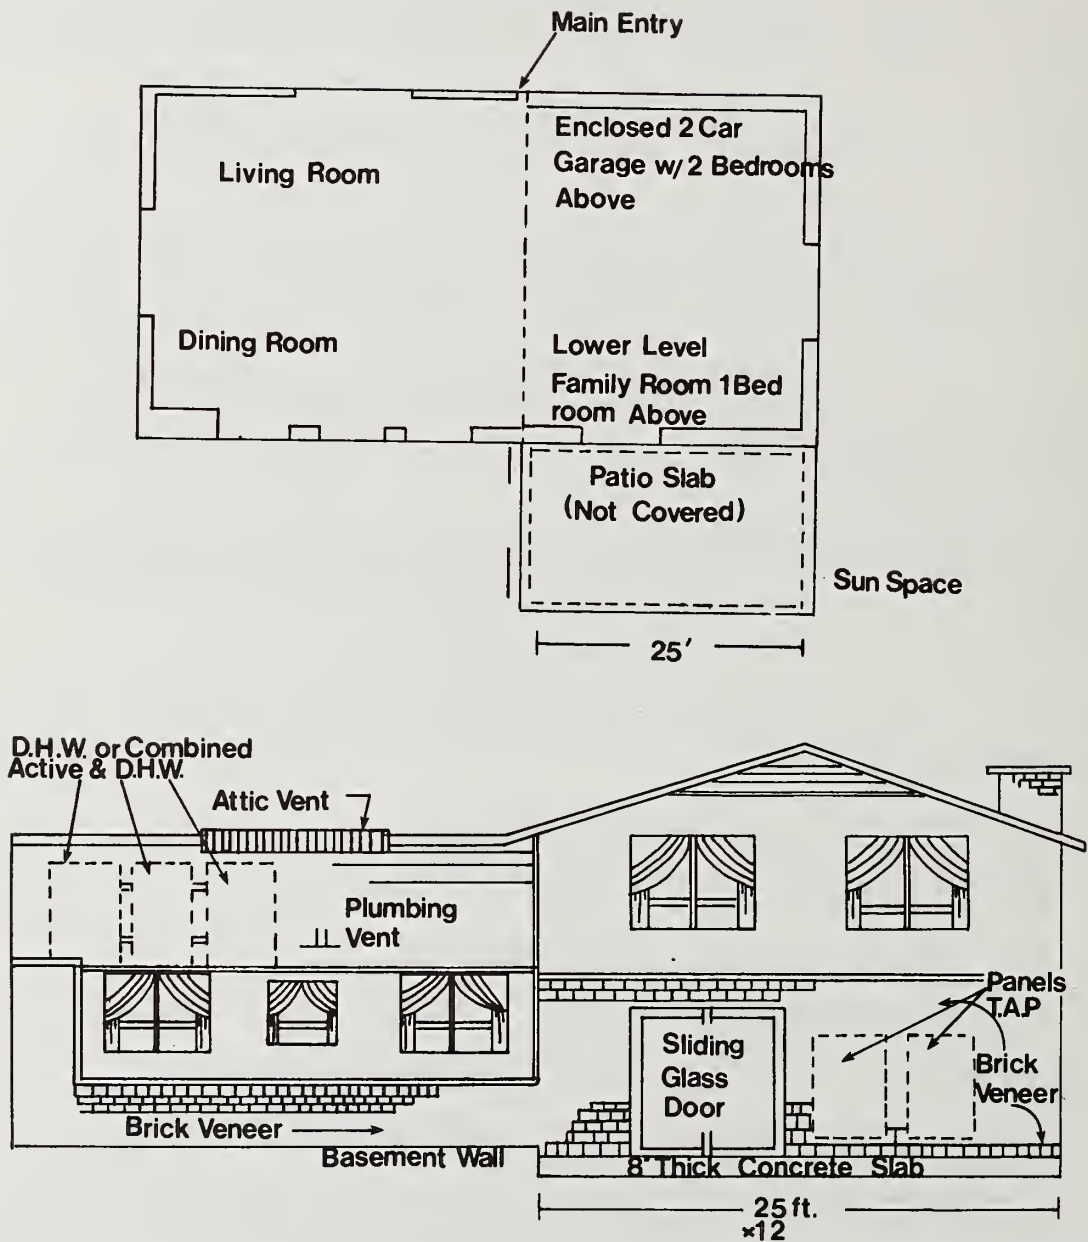 Main Entry
Enclosed 2 Car
Garage w/ 2 Bedrooms
Above
Living Room
Dining Room
Lower Level
Family Room 1 Bed
room Above
Patio Slab
(Not Covered)
Sun Space
25'
D.H.W. or Combined
Active & D.H.W.
Attic Vent
Plumbing
Vent
Panels
T.A.P
Sliding
Glass
Door
Brick
Veneer
Brick Veneer
Basement Wall
8" Thick Concrete Slab
25 ft.
x12